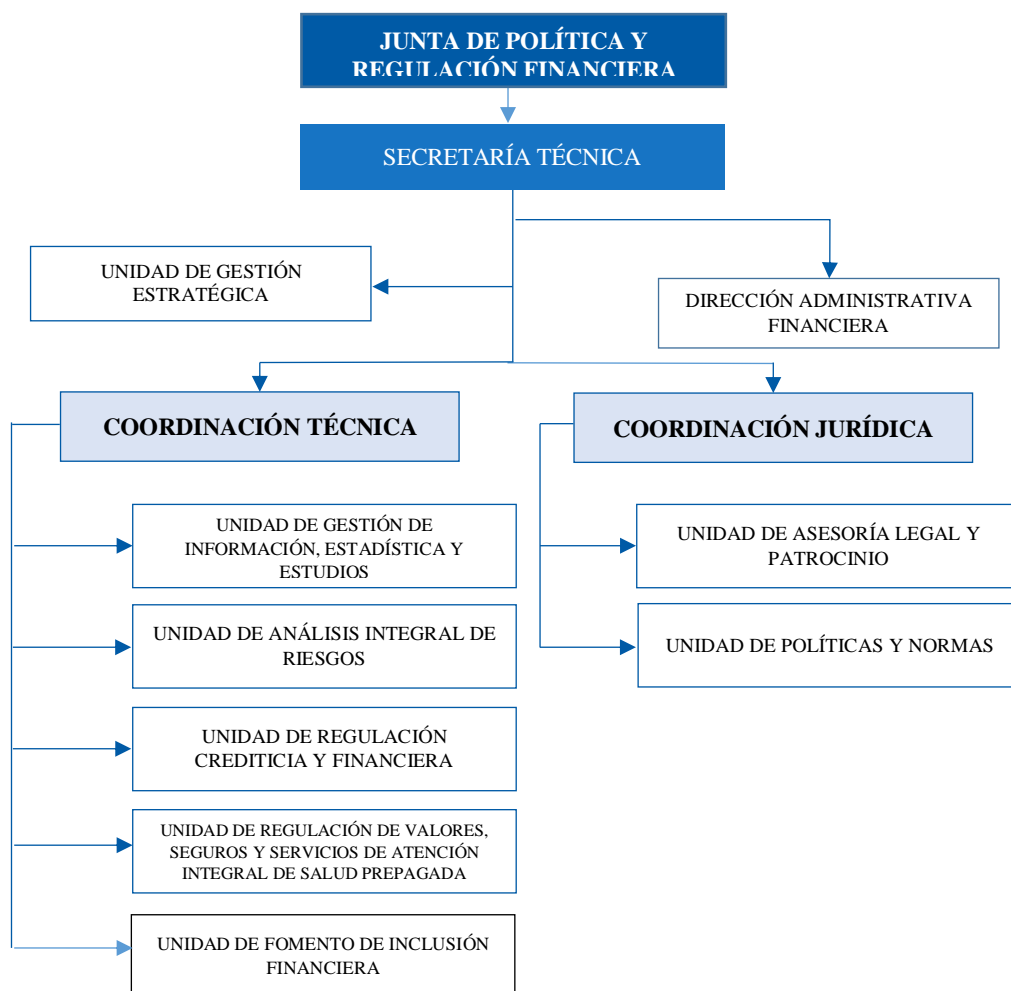 JUNTA DE POLÍTICA Y
REGULACIÓN FINANCIERA
SECRETARÍA TÉCNICA
UNIDAD DE GESTIÓN
ESTRATÉGICA
DIRECCIÓN ADMINISTRATIVA
FINANCIERA
COORDINACIÓN TÉCNICA
UNIDAD DE GESTIÓN DE
INFORMACIÓN, ESTADÍSTICA Y
ESTUDIOS
UNIDAD DE ANÁLISIS INTEGRAL DE
RIESGOS
UNIDAD DE REGULACIÓN
CREDITICIA Y FINANCIERA
UNIDAD DE REGULACIÓN DE VALORES,
SEGUROS Y SERVICIOS DE ATENCIÓN
INTEGRAL DE SALUD PREPAGADA
UNIDAD DE FOMENTO DE INCLUSIÓN
FINANCIERA
COORDINACIÓN JURÍDICA
UNIDAD DE ASESORÍA LEGAL Y
PATROCINIO
UNIDAD DE POLÍTICAS Y NORMAS